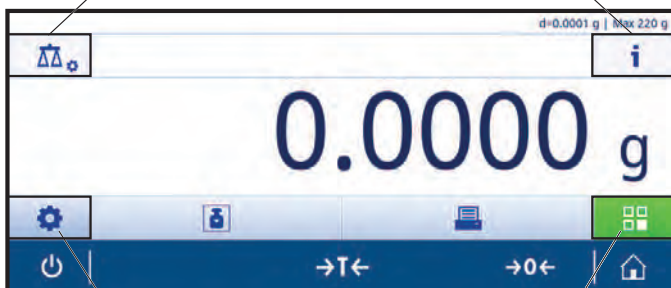 d=0.0001 g | Max 220 g
i
0.0000 g
→T← →0←